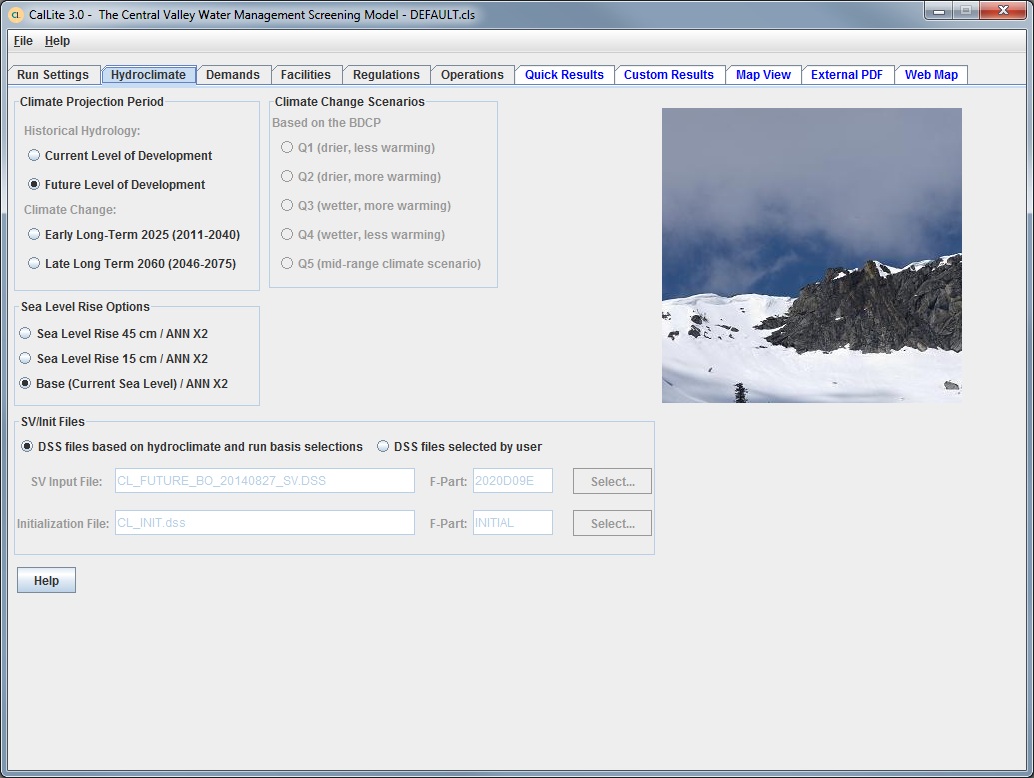 CL CalLite 3.0 - The Central Valley Water Management Screening Model - DEFAULT.cls
File Help
Run Settings Hydroclimate Demands Facilities Regulations Operations Quick Results Custom Results Map View External PDF Web Map
Climate Projection Period
Historical Hydrology:
Current Level of Development
Future Level of Development
Climate Change:
Early Long-Term 2025 (2011-2040)
Late Long Term 2060 (2046-2075)
Climate Change Scenarios
Based on the BDCP
Q1 (drier, less warming)
Q2 (drier, more warming)
Q3 (wetter, more warming)
Q4 (wetter, less warming)
Q5 (mid-range climate scenario)
Sea Level Rise Options
Sea Level Rise 45 cm / ANN X2
Sea Level Rise 15 cm / ANN X2
Base (Current Sea Level) / ANN X2
SV/Init Files
DSS files based on hydroclimate and run basis selections DSS files selected by user
SV Input File: CL_FUTURE_BO_20140827_SV.DSS F-Part: 2020D09E Select...
Initialization File: CL_INIT.dss F-Part: INITIAL Select...
Help